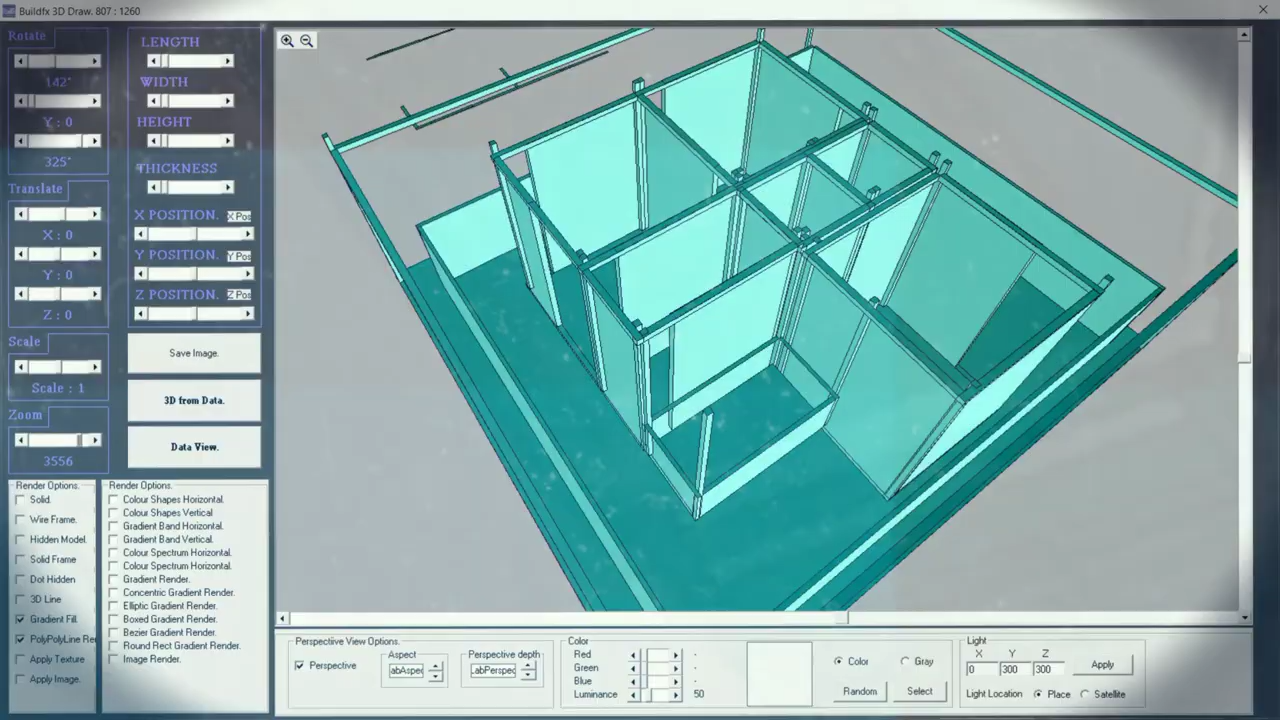 Buildfx 3D Draw. 807 : 1260
Rotate
142°
Y : 0
325°
Translate
X : 0
Y : 0
Z : 0
Scale
Scale : 1
Zoom
3556
LENGTH
WIDTH
HEIGHT
THICKNESS
X POSITION. X Pos
Y POSITION. Y Pos
Z POSITION. Z Pos
Save Image.
3D from Data.
Data View.
Render Options.
Solid.
Wire Frame.
Hidden Model.
Solid Frame
Dot Hidden
3D Line
Gradient Fill.
PolyPolyLine Re
Apply Texture
Apply Image.
Render Options.
Colour Shapes Horizontal.
Colour Shapes Vertical
Gradient Band Horizontal.
Gradient Band Vertical.
Colour Spectrum Horizontal.
Colour Spectrum Horizontal.
Gradient Render.
Concentric Gradient Render.
Elliptic Gradient Render.
Boxed Gradient Render.
Bezier Gradient Render.
Round Rect Gradient Render.
Image Render.
Perspective View Options.
Perspective
Aspect
abAspe
Perspective depth
.abPerspec
Color
Red -
Green -
Blue -
Luminance 50
Color Gray
Random Select
Light
X Y Z
0 300 300 Apply
Light Location Place Satellite